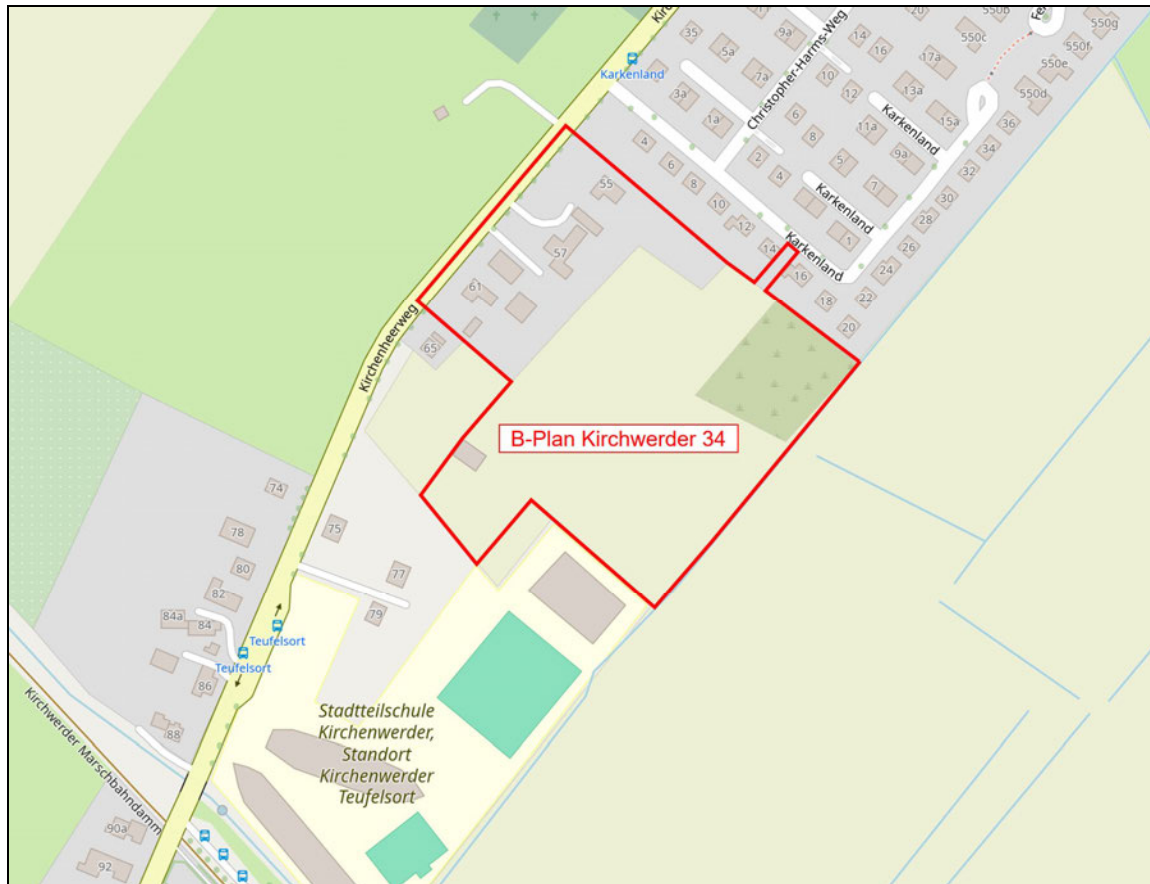 Kirc
Karkenland
35
5a
9a
3a
7a
1a
Christopher-Harms-Weg
20
14
16
550b
550c
17a
Fer
550g
550f
550e
550d
10
12
13a
15a
Karkenland
36
34
32
30
28
26
24
22
20
18
16
6
8
11a
9a
5
7
2
4
Karkenland
1
Karkenland
4
6
8
10
12
14
55
57
61
65
Kirchenheerweg
B-Plan Kirchwerder 34
74
78
80
82
84a
84
86
88
75
77
79
Teufelsort
Teufelsort
Kirchwerder Marschbahndamm
90a
92
Stadtteilschule
Kirchenwerder,
Standort
Kirchenwerder
Teufelsort